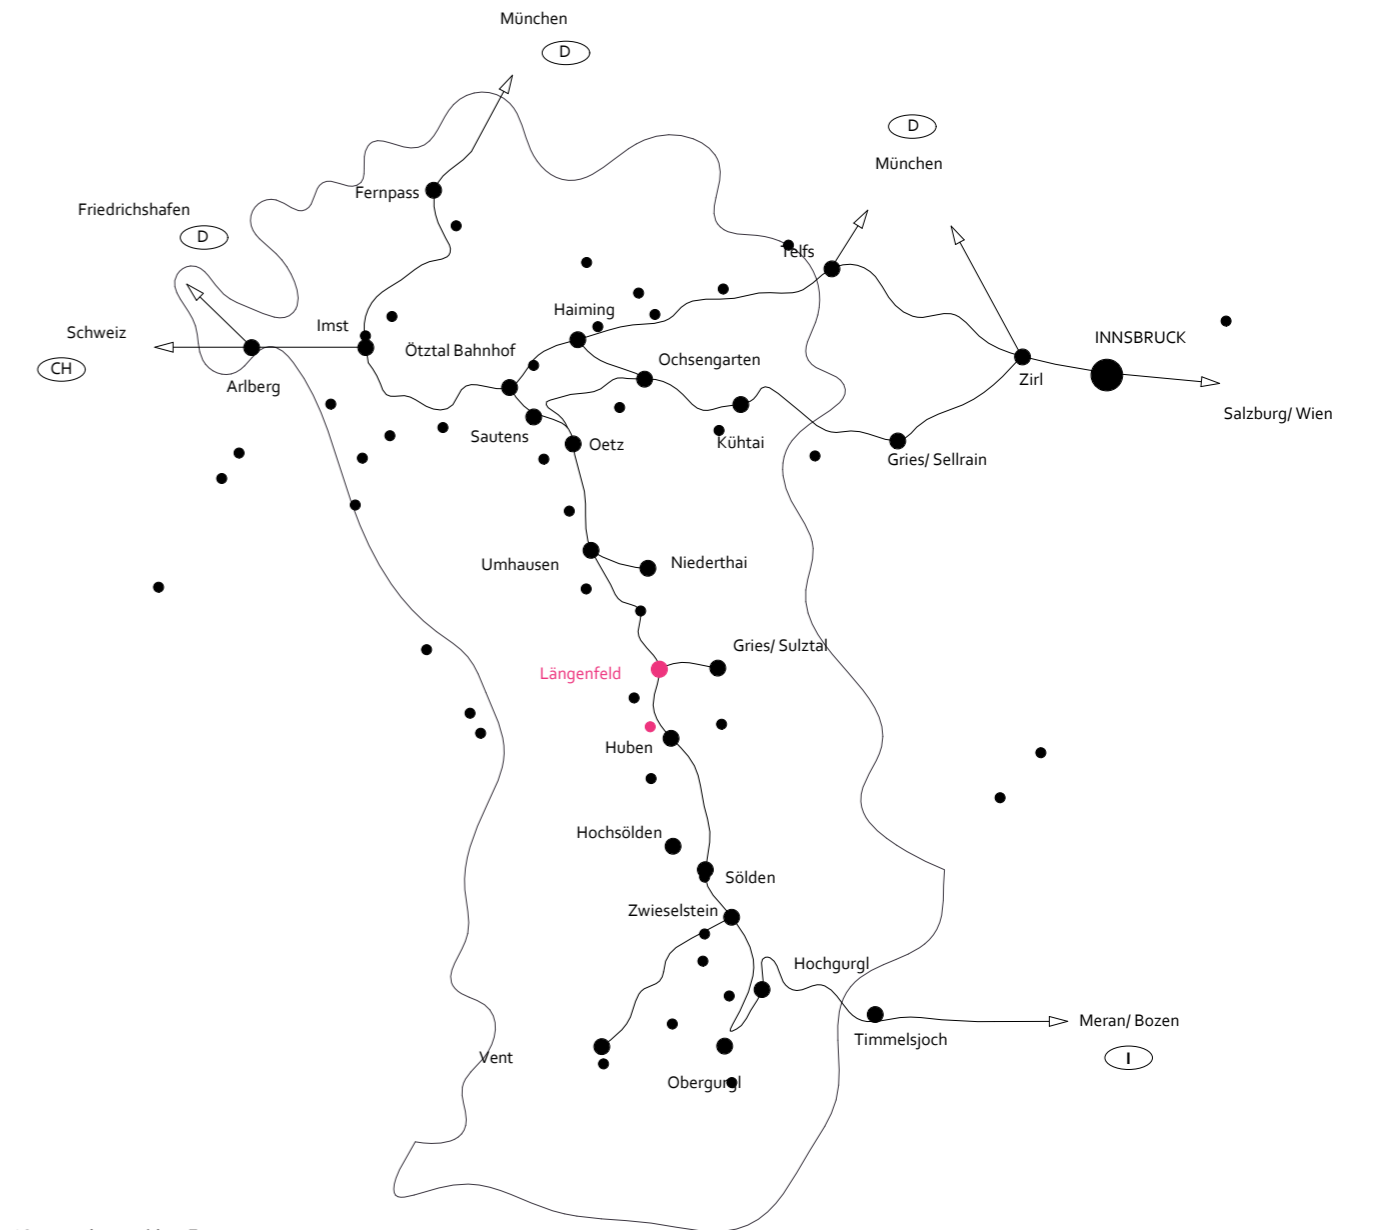 München
D
D
München
Fernpass
Friedrichshafen
D
Telfs
Haiming
Imst
Schweiz
CH
Ötztal Bahnhof
INNSBRUCK
Ochsengarten
Zirl
Arlberg
Salzburg/ Wien
Sautens
Oetz
Kühtai
Gries/ Sellrain
Umhausen
Niederthai
Gries/ Sulztal
Längenfeld
Huben
Hochsölden
Sölden
Zwieselstein
Hochgurgl
Meran/ Bozen
I
Timmelsjoch
Vent
Obergurgl